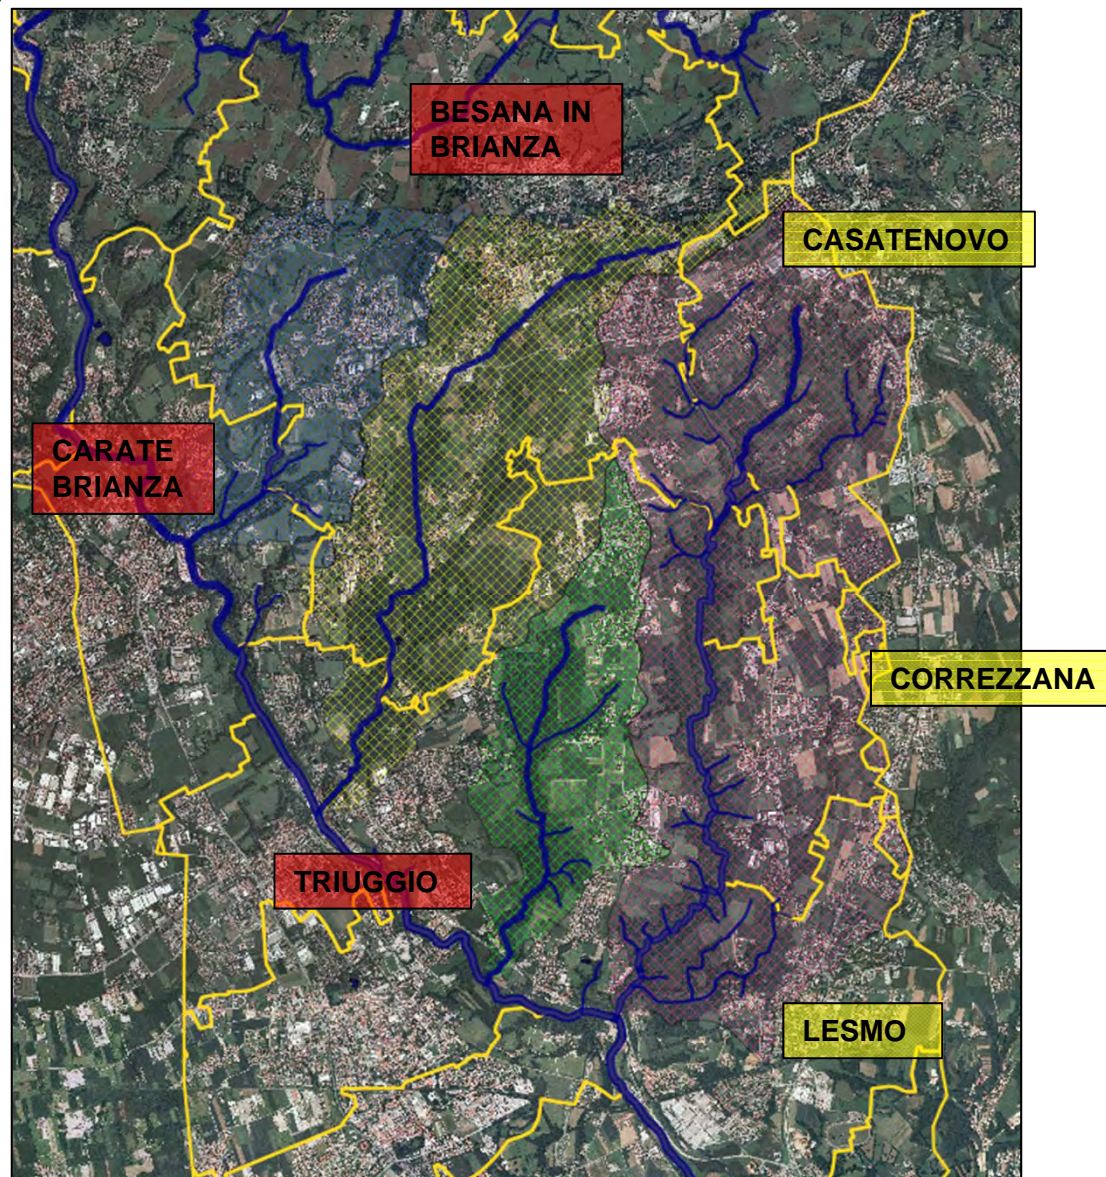 BESANA IN
BRIANZA
CASATENOVO
CARATE
BRIANZA
CORREZZANA
TRIUGGIO
LESMO